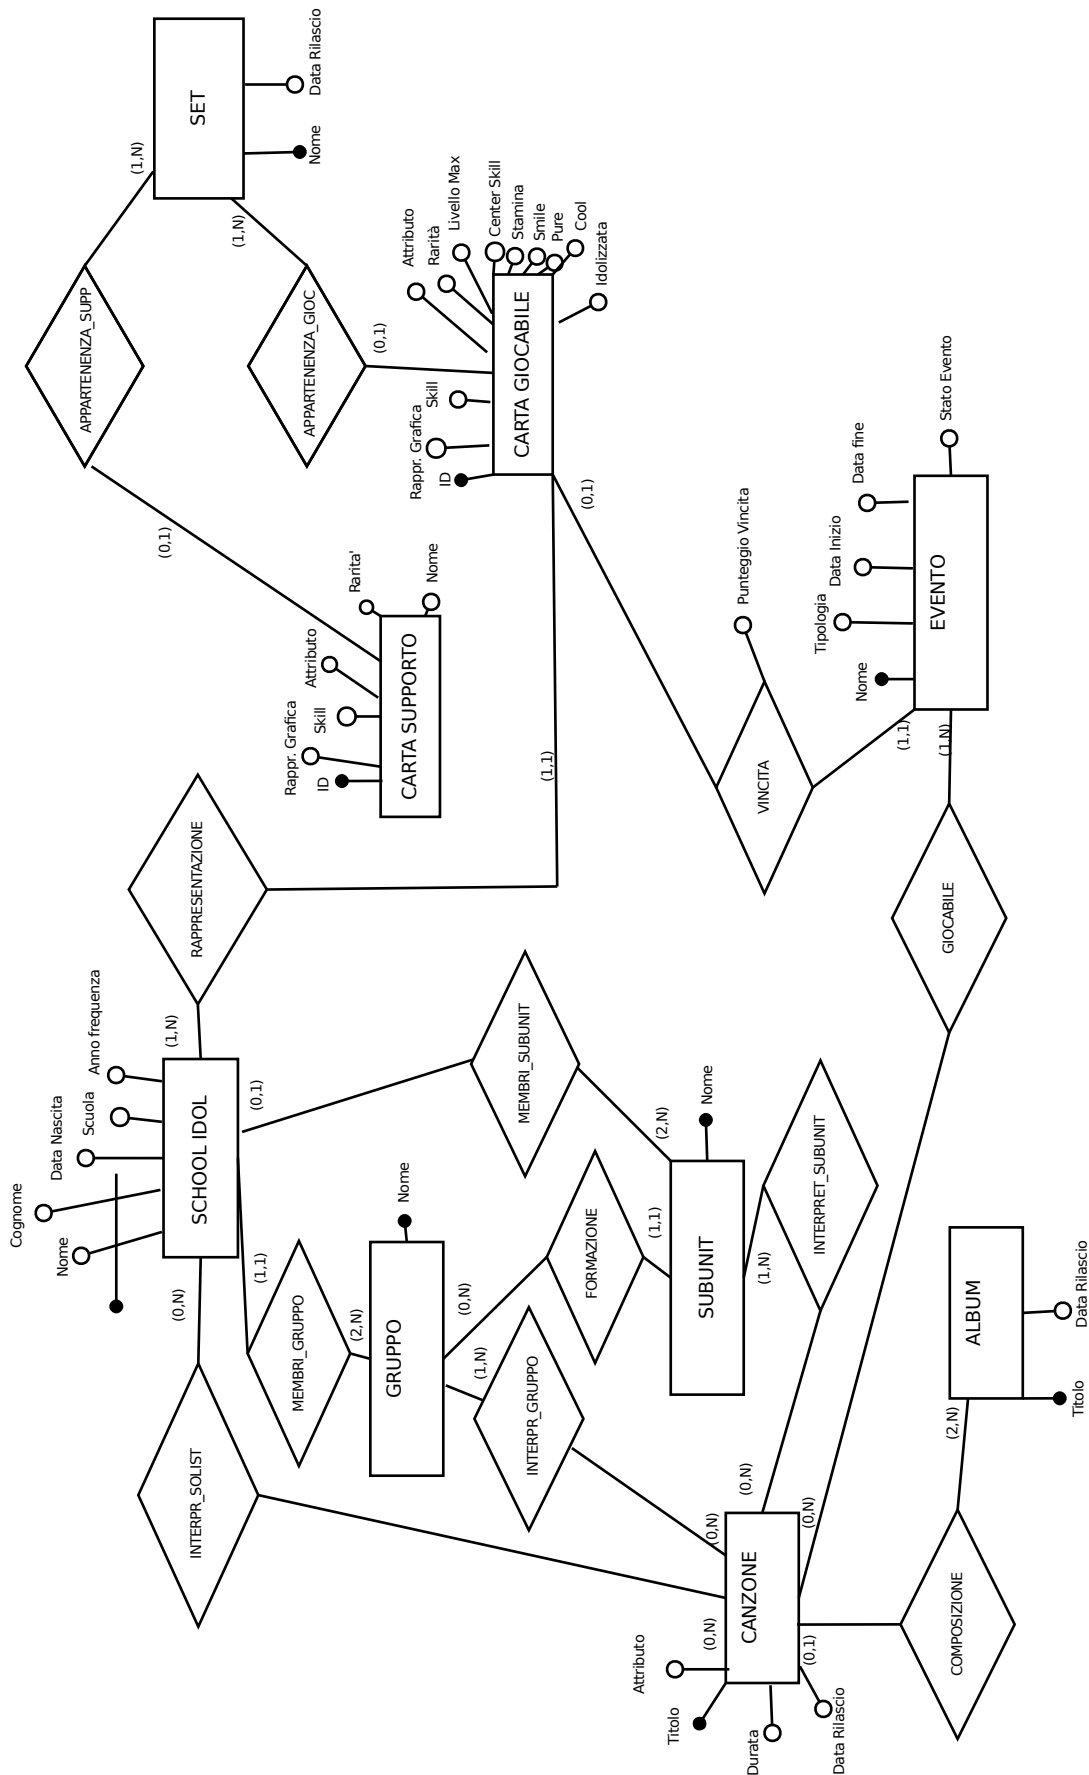 Cognome
Nome
Data Nascita
Scuola
Anno frequenza
SCHOOL IDOL
(0,N)
(1,1)
(0,1)
(1,N)
INTERPR_SOLIST
MEMBRI_GRUPPO
(2,N)
GRUPPO
Nome
(1,N)
(0,N)
INTERPR_GRUPPO
FORMAZIONE
(1,1)
MEMBRI_SUBUNIT
(2,N)
SUBUNIT
Nome
(1,N)
INTERPRET_SUBUNIT
RAPPRESENTAZIONE
(1,1)
APPARTENENZA_SUPP
(0,1)
(1,N)
SET
Nome
Data Rilascio
(1,N)
APPARTENENZA_GIOC
(0,1)
CARTA SUPPORTO
ID
Rappr. Grafica
Skill
Attributo
Rarita'
Nome
CARTA GIOCABILE
ID
Rappr. Grafica
Skill
Attributo
Rarità
Livello Max
Center Skill
Stamina
Smile
Pure
Cool
Idolizzata
(0,1)
VINCITA
Punteggio Vincita
(1,1)
EVENTO
Nome
Tipologia
Data Inizio
Data fine
Stato Evento
(1,N)
GIOCABILE
CANZONE
Titolo
Attributo
Durata
Data Rilascio
(0,N)
(0,N)
(0,N)
(0,N)
(0,1)
COMPOSIZIONE
(2,N)
ALBUM
Titolo
Data Rilascio